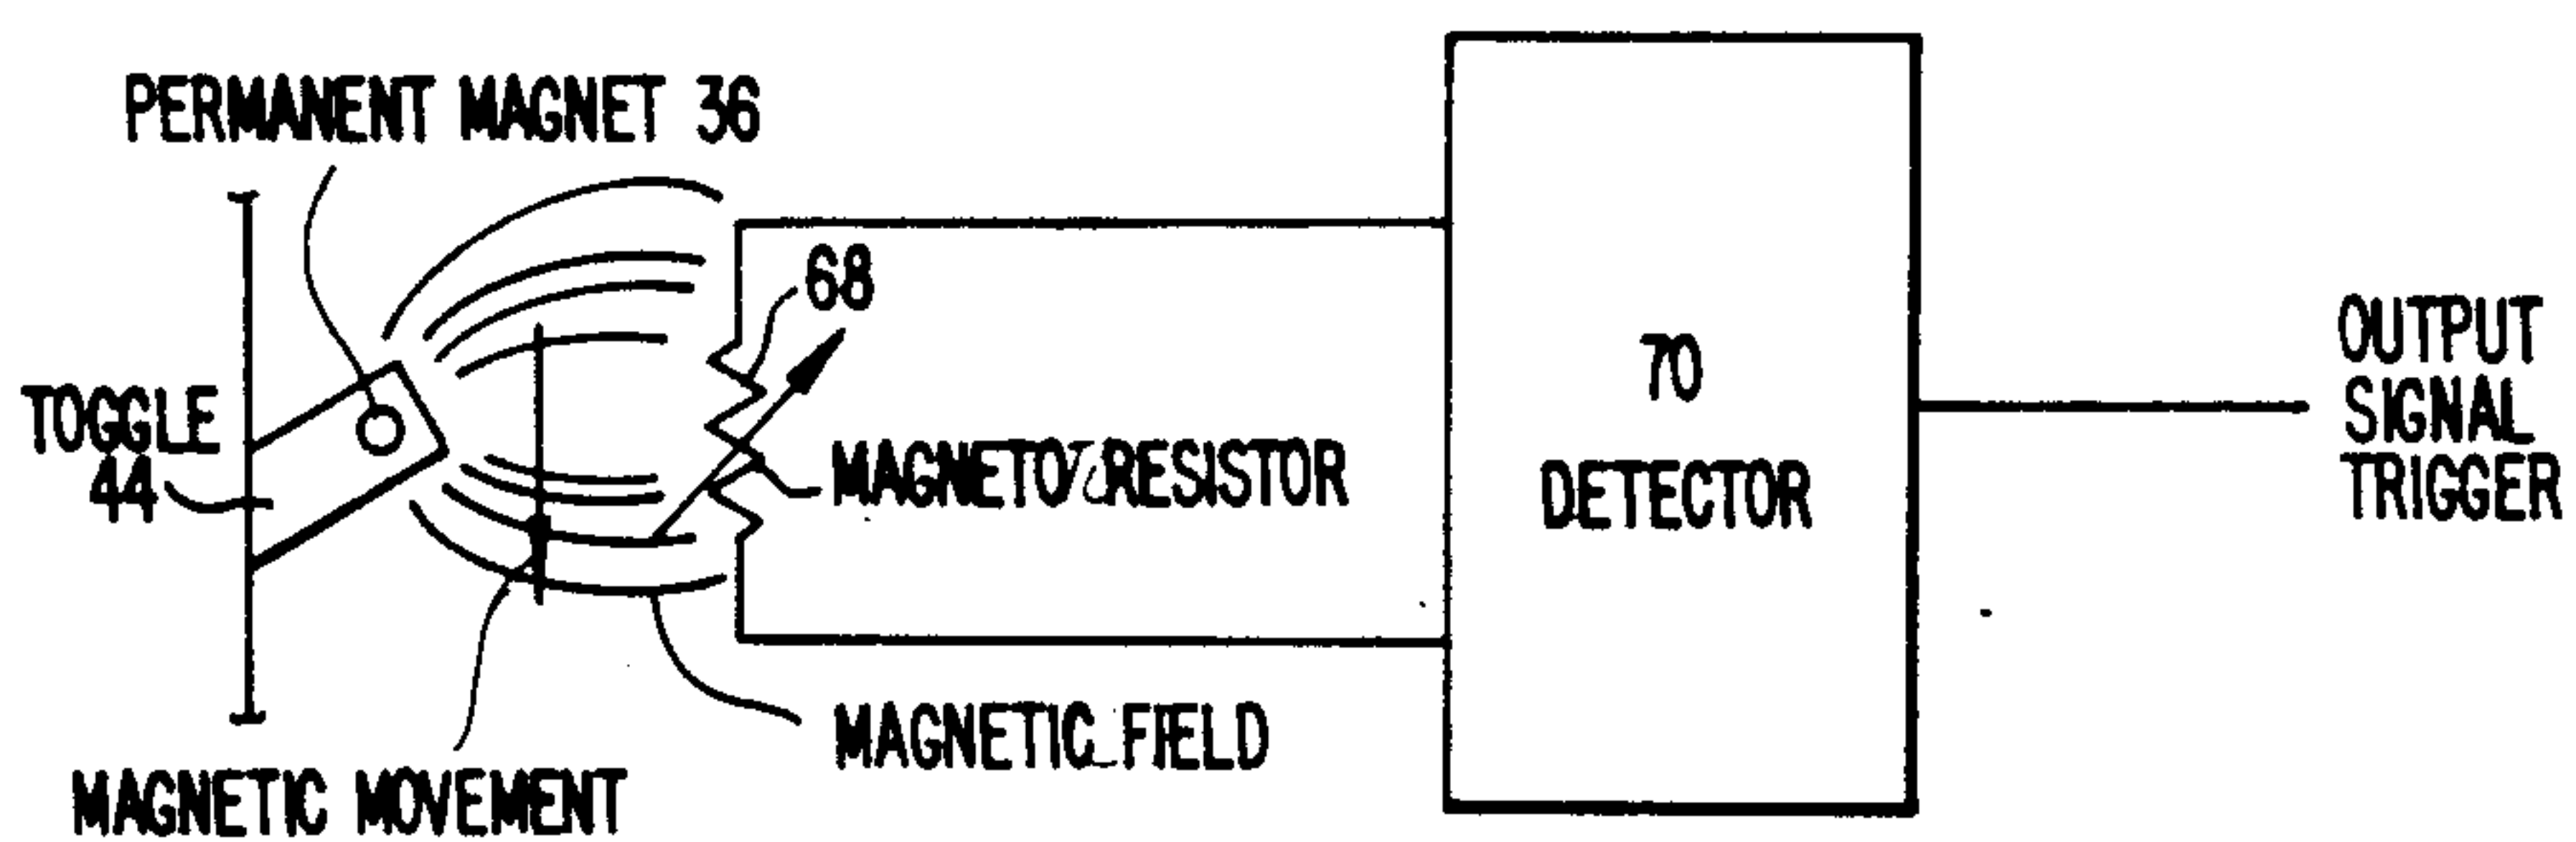 PERMANENT MAGNET 36
TOGGLE
44
68
MAGNETO RESISTOR
MAGNETIC FIELD
MAGNETIC MOVEMENT
70
DETECTOR
OUTPUT
SIGNAL
TRIGGER